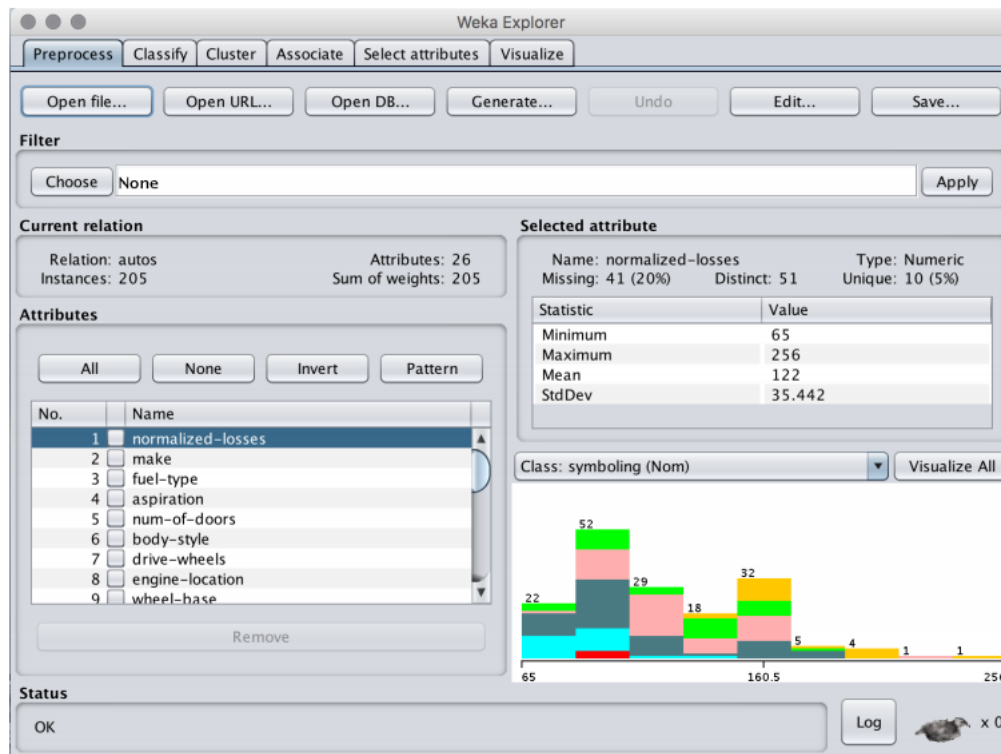 Weka Explorer
Preprocess Classify Cluster Associate Select attributes Visualize
Open file... Open URL... Open DB... Generate... Undo Edit... Save...
Filter
Choose None Apply
Current relation
Relation: autos Attributes: 26
Instances: 205 Sum of weights: 205
Selected attribute
Name: normalized-losses Type: Numeric
Missing: 41 (20%) Distinct: 51 Unique: 10 (5%)
Statistic Value
Minimum 65
Maximum 256
Mean 122
StdDev 35.442
Attributes
All None Invert Pattern
No. Name
1 normalized-losses
2 make
3 fuel-type
4 aspiration
5 num-of-doors
6 body-style
7 drive-wheels
8 engine-location
9 wheel-base
Remove
Class: symboling (Nom) Visualize All
22 52 29 18 32 5 4 1 1
65 160.5 256
Status
OK
Log x 0